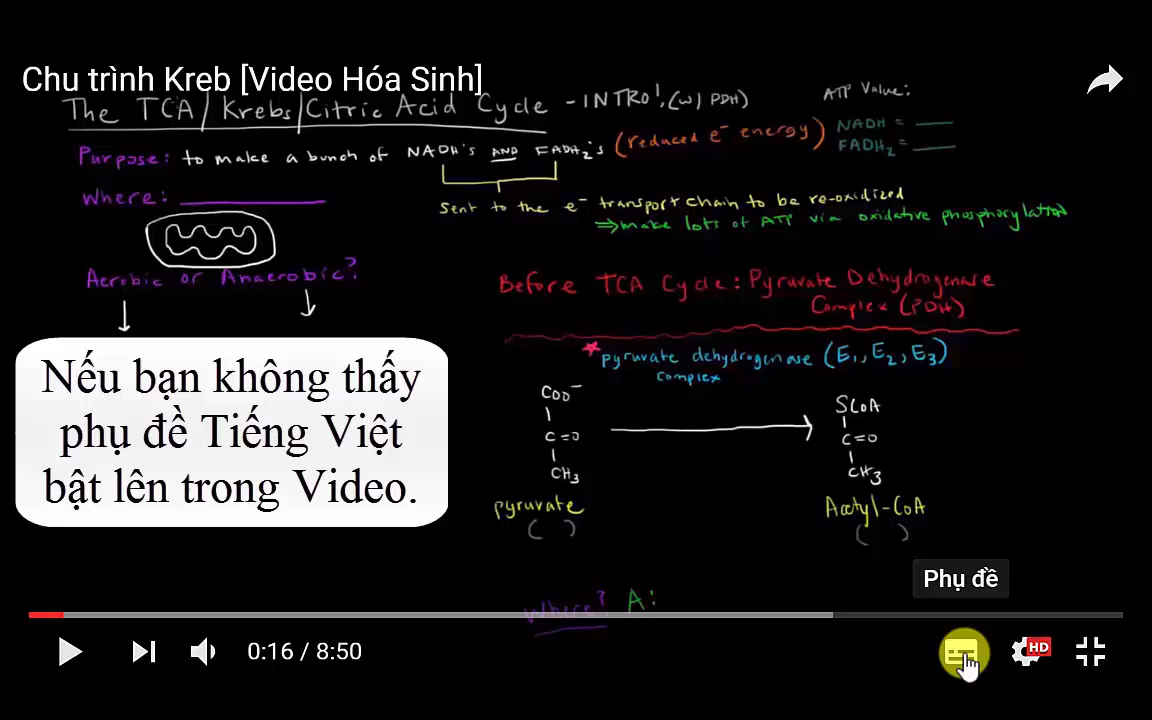 Chu trình Kreb [Video Hóa Sinh]
The TCA/Krebs/Citric Acid Cycle - INTRO! (w/ PDH)
ATP Value:
NADH = ____
FADH₂ = ____
Purpose: to make a bunch of NADH's AND FADH₂'s (reduced e⁻ energy)
Where: ____
Sent to the e⁻ transport chain to be re-oxidized
⇒ make lots of ATP via oxidative phosphorylation
Aerobic or Anaerobic?
Before TCA Cycle: Pyruvate Dehydrogenase
Complex (PDH)
pyruvate dehydrogenase (E₁, E₂, E₃)
complex
Nếu bạn không thấy
phụ đề Tiếng Việt
bật lên trong Video.
COO⁻
C=O
CH₃
pyruvate
( )
SCoA
C=O
CH₃
Acetyl-CoA
( )
Phụ đề
Where? A:
0:16 / 8:50
HD